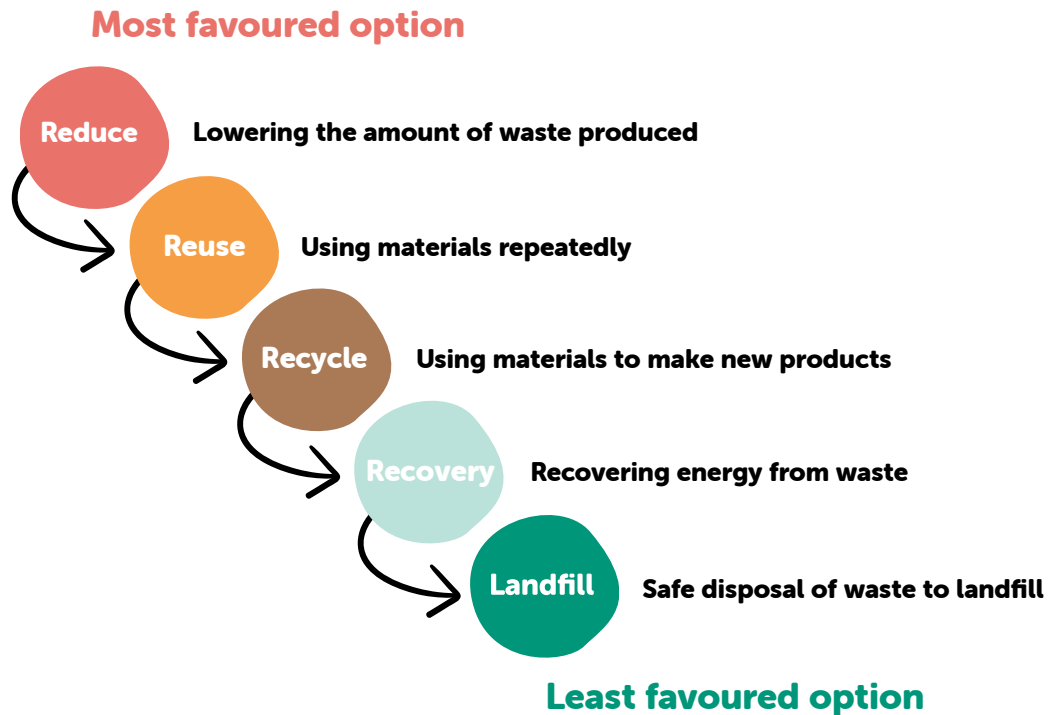 Most favoured option
Reduce
Lowering the amount of waste produced
Reuse
Using materials repeatedly
Recycle
Using materials to make new products
Recovery
Recovering energy from waste
Landfill
Safe disposal of waste to landfill
Least favoured option